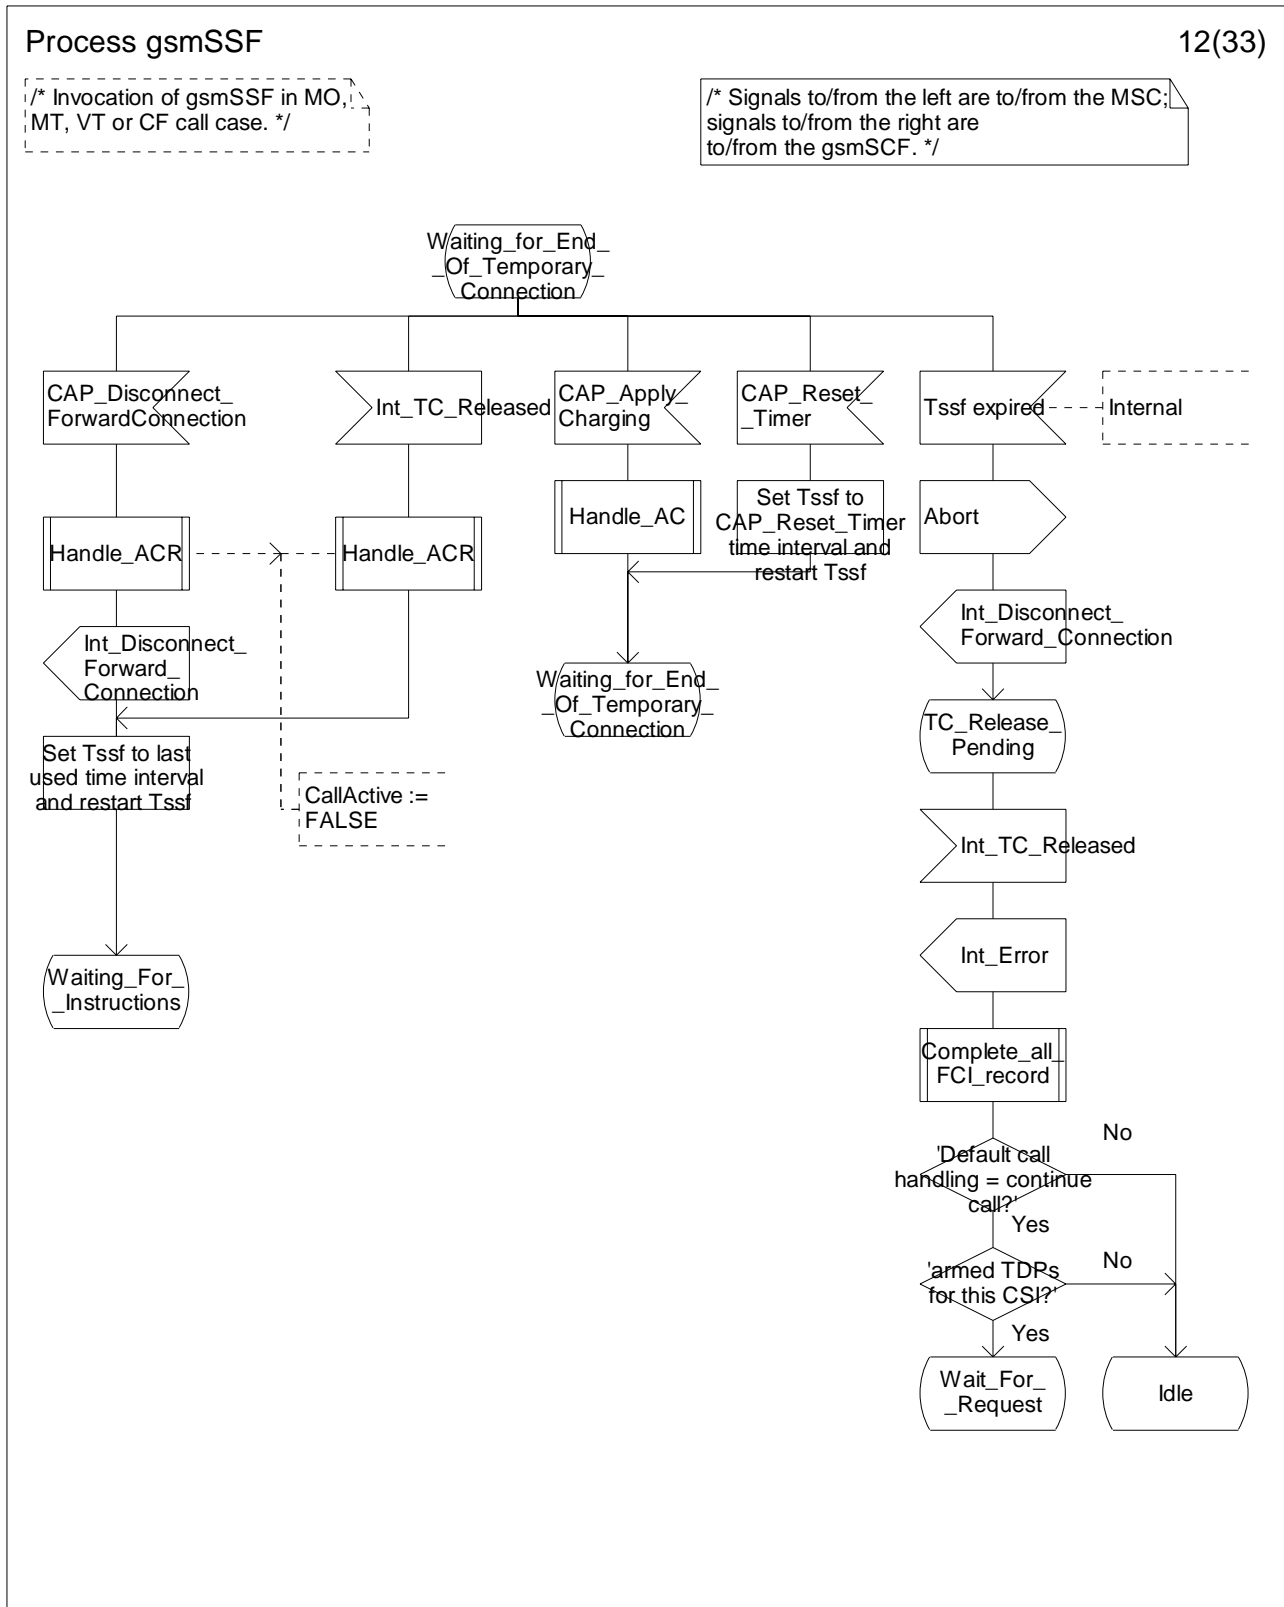 Process gsmSSF
12(33)
/* Invocation of gsmSSF in MO,
MT, VT or CF call case. */
/* Signals to/from the left are to/from the MSC;
signals to/from the right are
to/from the gsmSCF. */
Waiting_for_End_
_Of_Temporary_
Connection
CAP_Disconnect_
ForwardConnection
Int_TC_Released
CAP_Apply_
Charging
CAP_Reset_
_Timer
Tssf expired
Internal
Handle_ACR
Handle_ACR
Handle_AC
Set Tssf to
CAP_Reset_Timer
time interval and
restart Tssf
Abort
Int_Disconnect_
Forward_
Connection
Int_Disconnect_
Forward_Connection
Waiting_for_End_
_Of_Temporary_
Connection
TC_Release_
Pending
Set Tssf to last
used time interval
and restart Tssf
CallActive :=
FALSE
Int_TC_Released
Waiting_For_
_Instructions
Int_Error
Complete_all_
FCI_record
'Default call
handling = continue
call?'
No
Yes
'armed TDPs
for this CSI?'
No
Yes
Wait_For_
_Request
Idle